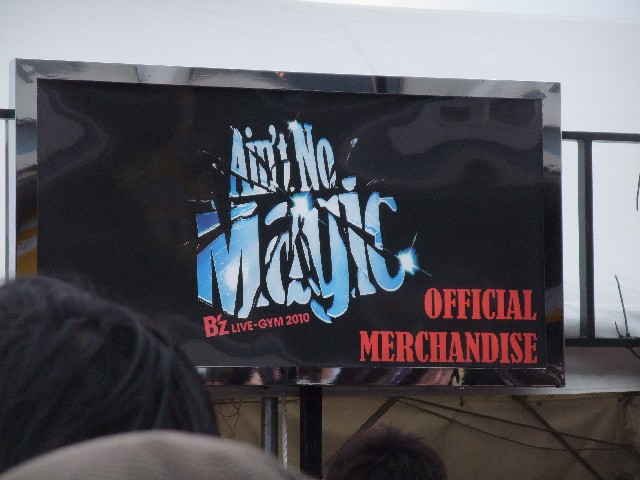 Ain't No
Magic
B'z LIVE-GYM 2010
OFFICIAL
MERCHANDISE